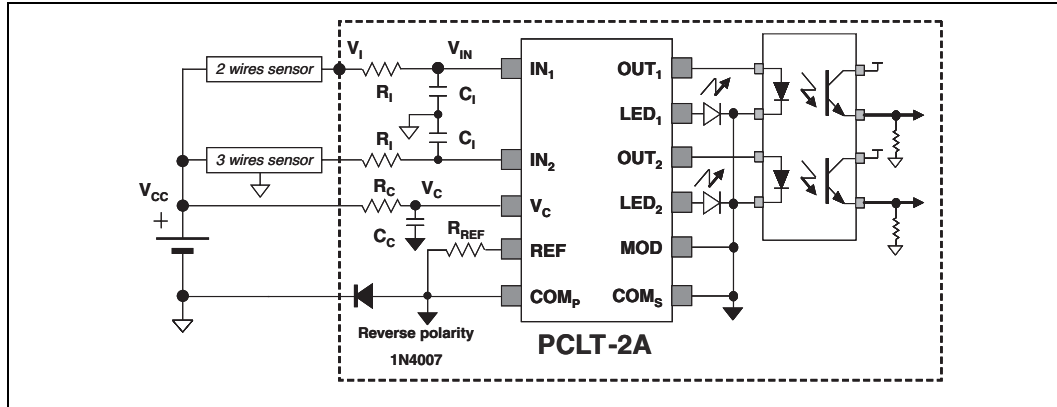 V_I
V_IN
2 wires sensor
R_I
C_I
IN_1
OUT_1
LED_1
C_I
3 wires sensor
R_I
IN_2
OUT_2
V_CC
R_C
V_C
V_C
LED_2
+
C_C
R_REF
REF
MOD
COM_P
COM_S
Reverse polarity
1N4007
PCLT-2A